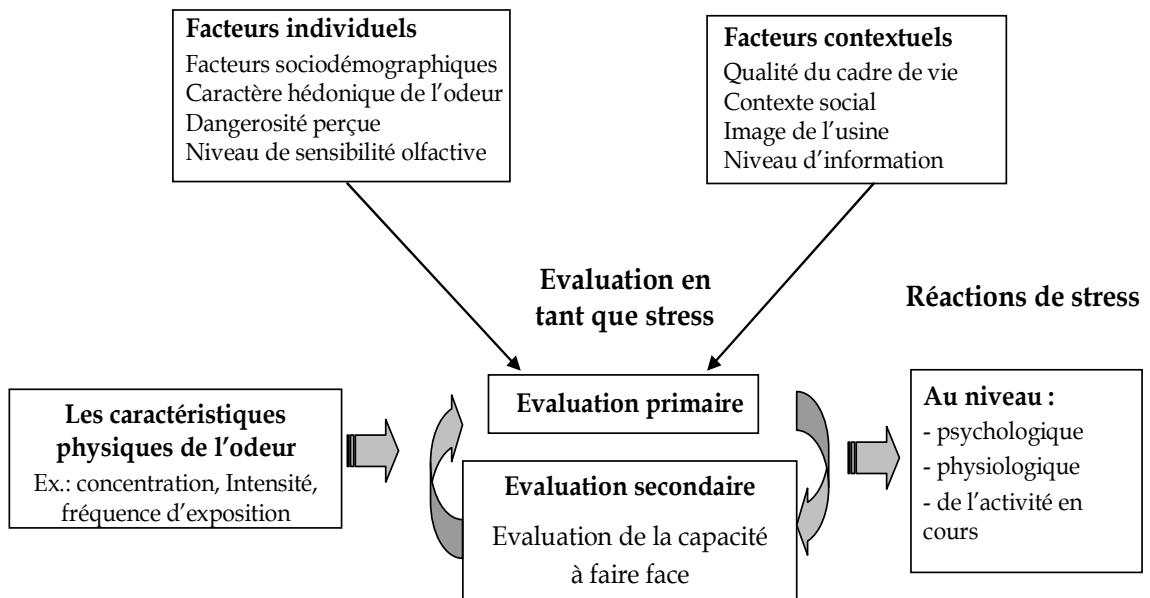 Facteurs individuels
Facteurs sociodémographiques
Caractère hédonique de l'odeur
Dangerosité perçue
Niveau de sensibilité olfactive
Facteurs contextuels
Qualité du cadre de vie
Contexte social
Image de l'usine
Niveau d'information
Evaluation en
tant que stress
Réactions de stress
Les caractéristiques
physiques de l'odeur
Ex.: concentration, Intensité,
fréquence d'exposition
Evaluation primaire
Evaluation secondaire
Evaluation de la capacité
à faire face
Au niveau :
- psychologique
- physiologique
- de l'activité en
cours